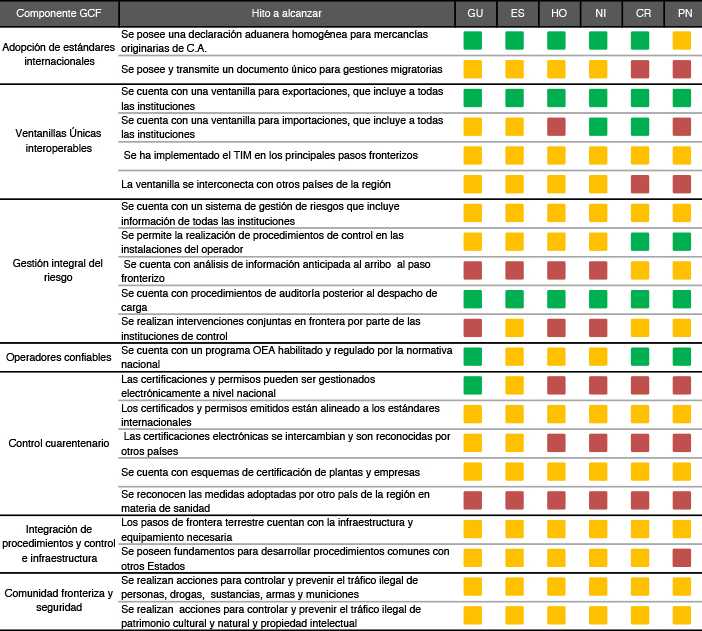 Componente GCF Hito a alcanzar GU ES HO NI CR PN
Adopción de estándares
internacionales
Se posee una declaración aduanera homogénea para mercancías
originarias de C.A.
Se posee y transmite un documento único para gestiones migratorias
Ventanillas Únicas
interoperables
Se cuenta con una ventanilla para exportaciones, que incluye a todas
las instituciones
Se cuenta con una ventanilla para importaciones, que incluye a todas
las instituciones
Se ha implementado el TIM en los principales pasos fronterizos
La ventanilla se interconecta con otros países de la región
Gestión integral del
riesgo
Se cuenta con un sistema de gestión de riesgos que incluye
información de todas las instituciones
Se permite la realización de procedimientos de control en las
instalaciones del operador
Se cuenta con análisis de información anticipada al arribo al paso
fronterizo
Se cuenta con procedimientos de auditoría posterior al despacho de
carga
Se realizan intervenciones conjuntas en frontera por parte de las
instituciones de control
Operadores confiables
Se cuenta con un programa OEA habilitado y regulado por la normativa
nacional
Control cuarentenario
Las certificaciones y permisos pueden ser gestionados
electrónicamente a nivel nacional
Los certificados y permisos emitidos están alineado a los estándares
internacionales
Las certificaciones electrónicas se intercambian y son reconocidas por
otros países
Se cuenta con esquemas de certificación de plantas y empresas
Se reconocen las medidas adoptadas por otro país de la región en
materia de sanidad
Integración de
procedimientos y control
e infraestructura
Los pasos de frontera terrestre cuentan con la infraestructura y
equipamiento necesaria
Se poseen fundamentos para desarrollar procedimientos comunes con
otros Estados
Comunidad fronteriza y
seguridad
Se realizan acciones para controlar y prevenir el tráfico ilegal de
personas, drogas, sustancias, armas y municiones
Se realizan acciones para controlar y prevenir el tráfico ilegal de
patrimonio cultural y natural y propiedad intelectual